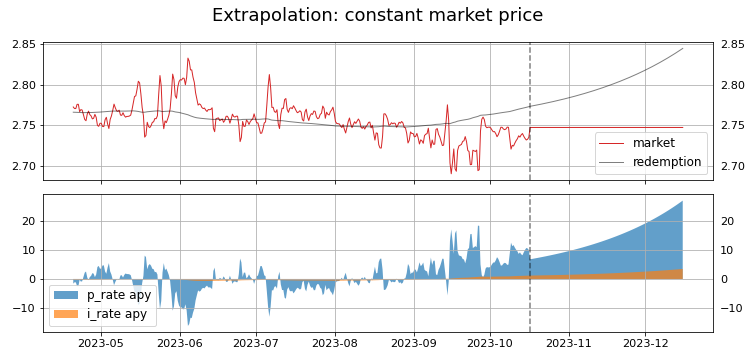 Extrapolation: constant market price
2.85 2.85
2.80 2.80
2.75 2.75
2.70 2.70
market
redemption
20 20
10 10
0 0
−10 −10
p_rate apy
i_rate apy
2023-05 2023-06 2023-07 2023-08 2023-09 2023-10 2023-11 2023-12